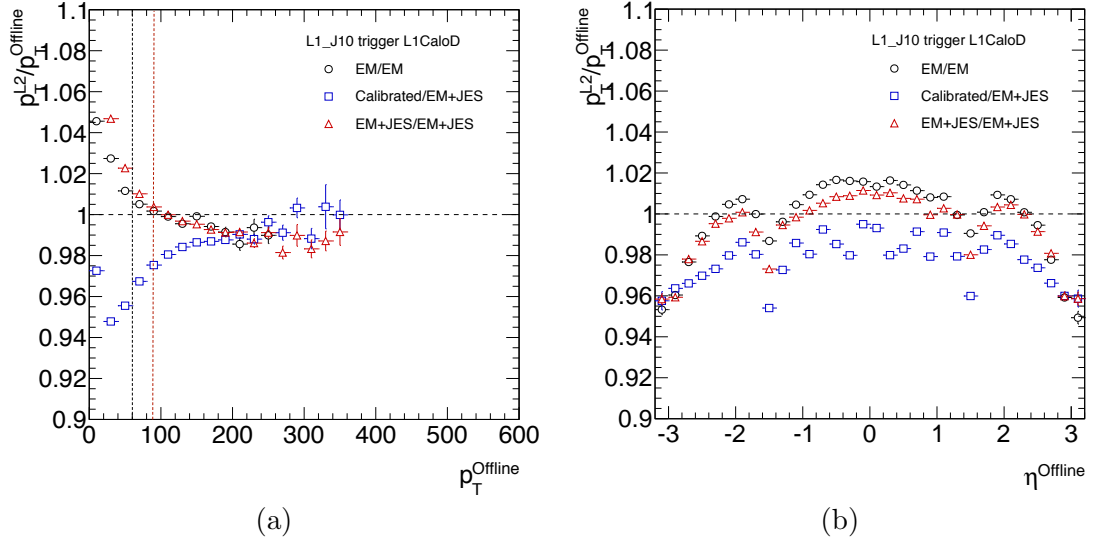 p_T^L2/p_T^Offline
1.1
1.08
1.06
1.04
1.02
1
0.98
0.96
0.94
0.92
0.9
L1_J10 trigger L1CaloD
EM/EM
Calibrated/EM+JES
EM+JES/EM+JES
0 100 200 300 400 500 600
p_T^Offline
(a)
p_T^L2/p_T^Offline
1.1
1.08
1.06
1.04
1.02
1
0.98
0.96
0.94
0.92
0.9
L1_J10 trigger L1CaloD
EM/EM
Calibrated/EM+JES
EM+JES/EM+JES
-3 -2 -1 0 1 2 3
η^Offline
(b)